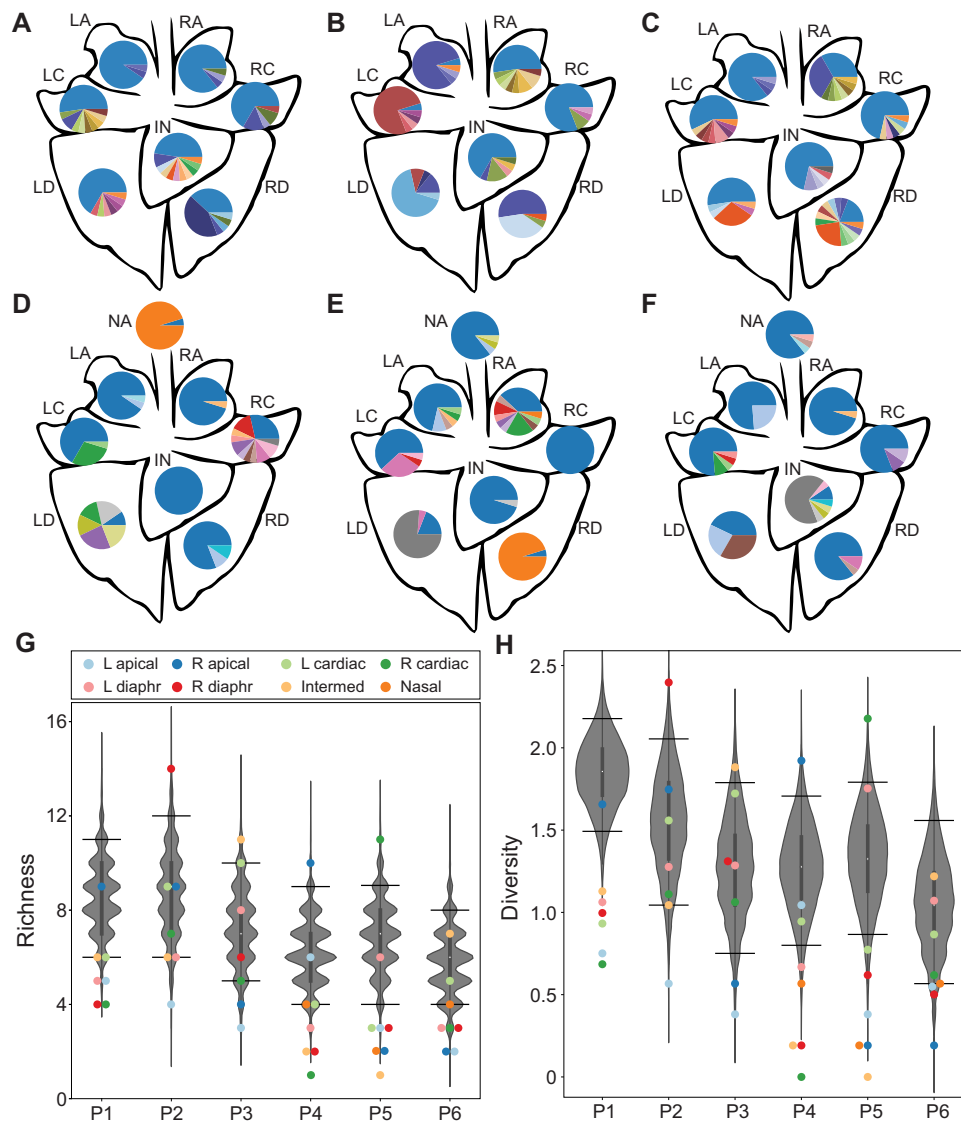 A
LA
RA
LC
RC
IN
LD
RD
B
LA
RA
LC
RC
IN
LD
RD
C
LA
RA
LC
RC
IN
LD
RD
D
NA
LA
RA
LC
RC
IN
LD
RD
E
NA
LA
RA
LC
RC
IN
LD
RD
F
NA
LA
RA
LC
RC
IN
LD
RD
G
L apical R apical L cardiac R cardiac
L diaphr R diaphr Intermed Nasal
Richness
16
12
8
4
0
P1 P2 P3 P4 P5 P6
H
Diversity
2.5
2.0
1.5
1.0
0.5
0
P1 P2 P3 P4 P5 P6